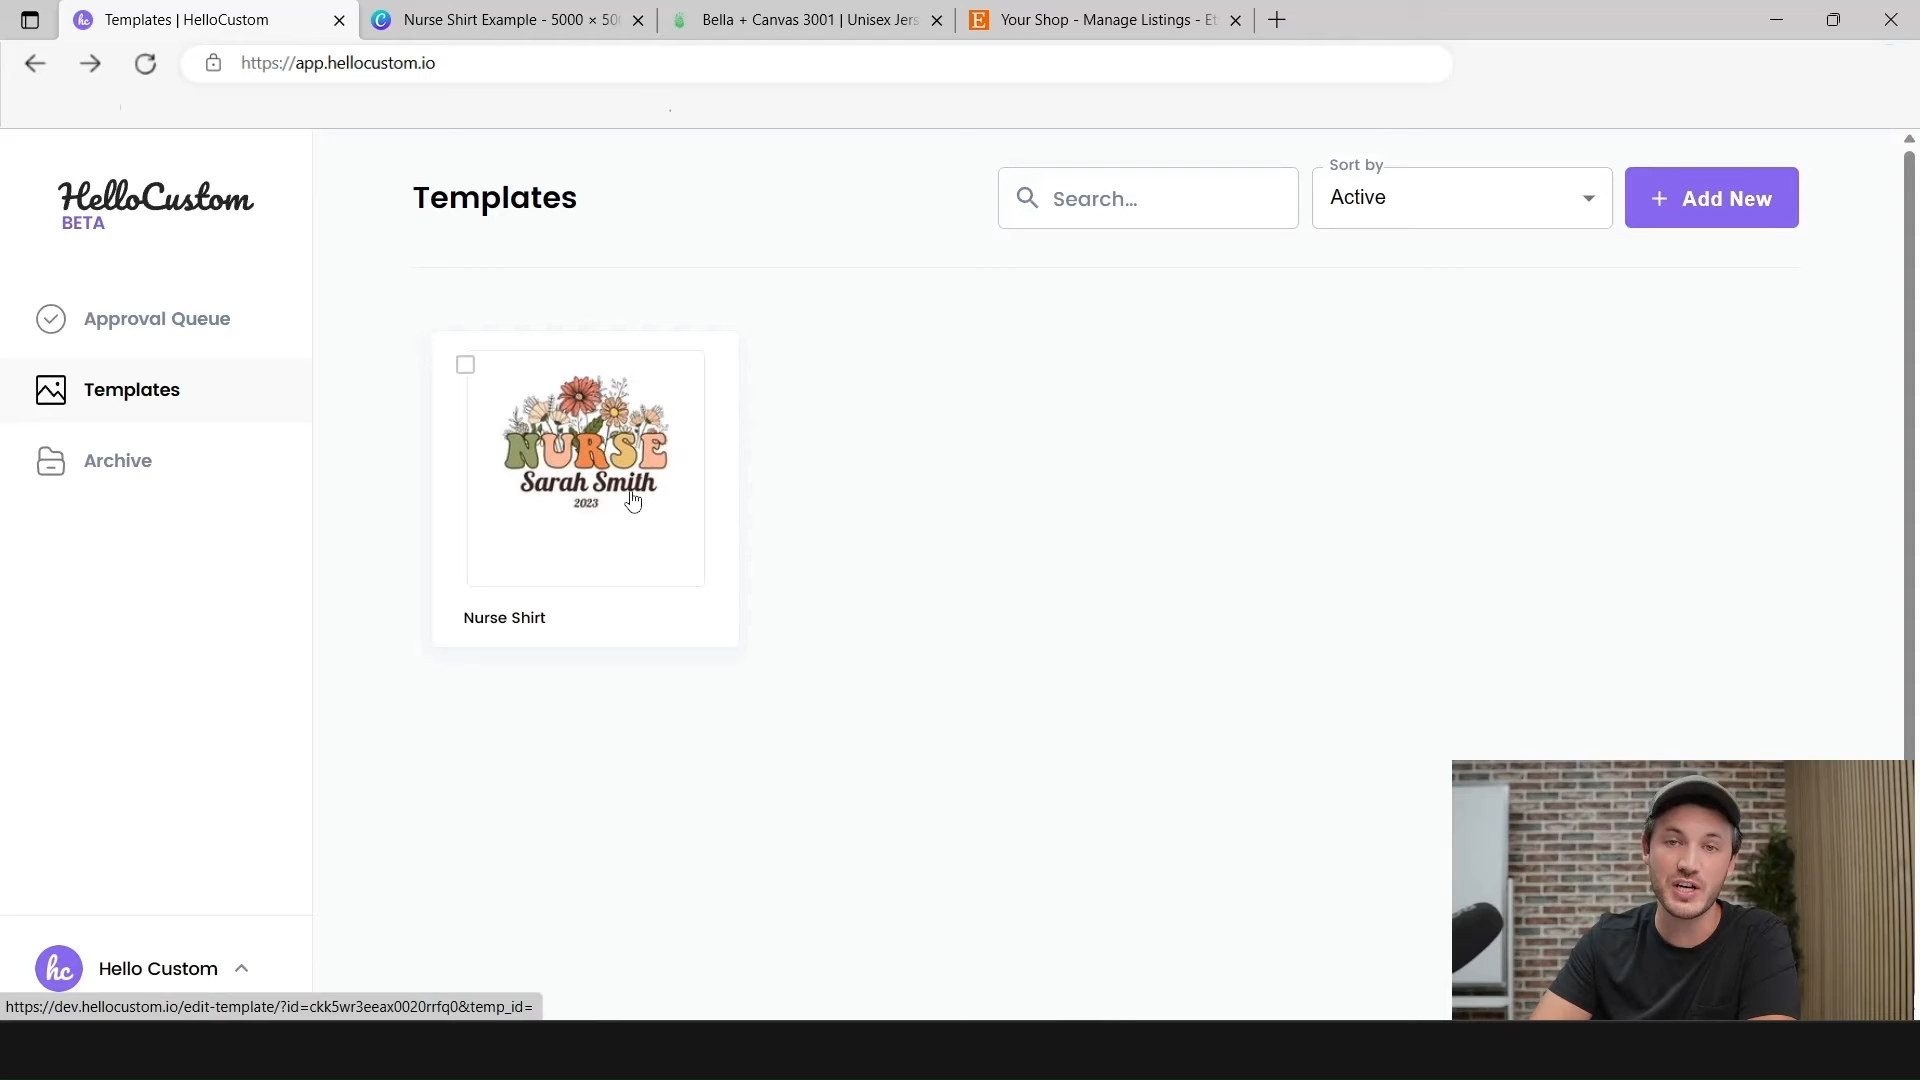 Templates | HelloCustom
Nurse Shirt Example - 5000 × 50
Bella + Canvas 3001 | Unisex Jers
Your Shop - Manage Listings - Et
https://app.hellocustom.io
HelloCustom
BETA
Approval Queue
Templates
Archive
Templates
Search...
Sort by
Active
+ Add New
NURSE
Sarah Smith
2023
Nurse Shirt
hc
Hello Custom
https://dev.hellocustom.io/edit-template/?id=ckk5wr3eeax0020rrfq0&temp_id=